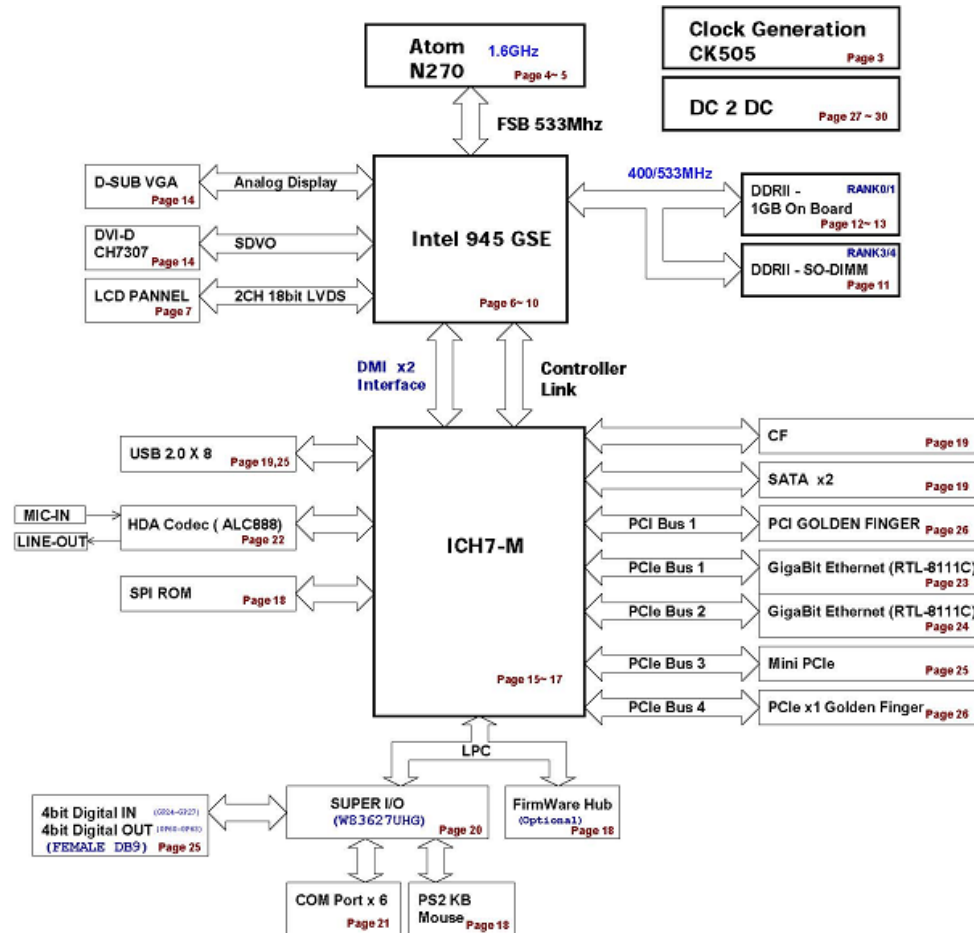 Atom N270
1.6GHz
Page 4~ 5
Clock Generation
CK505
Page 3
DC 2 DC
Page 27 ~ 30
FSB 533Mhz
D-SUB VGA
Page 14
Analog Display
DVI-D
CH7307
Page 14
SDVO
LCD PANNEL
Page 7
2CH 18bit LVDS
Intel 945 GSE
Page 6~ 10
400/533MHz
DDRII -
RANK0/1
1GB On Board
Page 12~ 13
RANK3/4
DDRII - SO-DIMM
Page 11
DMI x2
Interface
Controller
Link
USB 2.0 X 8
Page 19,25
MIC-IN
LINE-OUT
HDA Codec ( ALC888)
Page 22
SPI ROM
Page 18
ICH7-M
Page 15~ 17
CF
Page 19
SATA x2
Page 19
PCI Bus 1
PCI GOLDEN FINGER
Page 26
PCIe Bus 1
GigaBit Ethernet (RTL-8111C)
Page 23
PCIe Bus 2
GigaBit Ethernet (RTL-8111C)
Page 24
PCIe Bus 3
Mini PCIe
Page 25
PCIe Bus 4
PCIe x1 Golden Finger
Page 26
LPC
4bit Digital IN
(GP24~GP27)
4bit Digital OUT
(FEMALE DB9)
Page 25
SUPER I/O
(W83627UHG)
Page 20
FirmWare Hub
(Optional)
Page 18
COM Port x 6
Page 21
PS2 KB
Mouse
Page 18